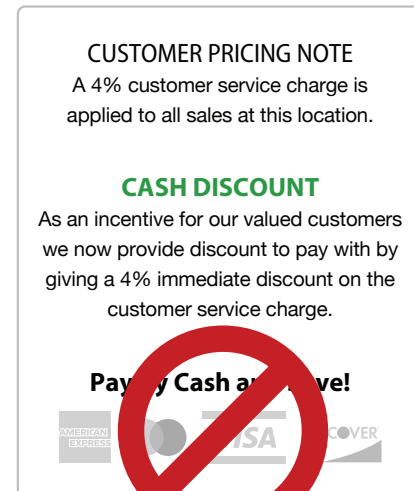 CUSTOMER PRICING NOTE
A 4% customer service charge is
applied to all sales at this location.
CASH DISCOUNT
As an incentive for our valued customers
we now provide discount to pay with by
giving a 4% immediate discount on the
customer service charge.
Pay Cash
AMERICAN
EXPRESS
VISA